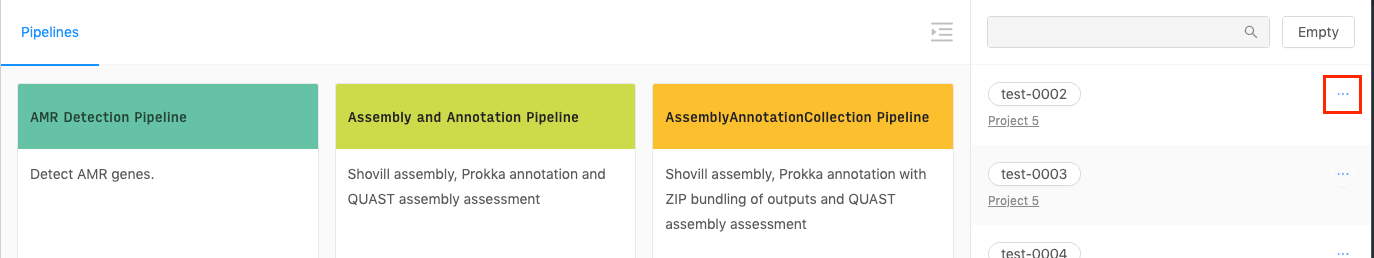 Pipelines
Empty
AMR Detection Pipeline
Detect AMR genes.
Assembly and Annotation Pipeline
Shovill assembly, Prokka annotation and
QUAST assembly assessment
AssemblyAnnotationCollection Pipeline
Shovill assembly, Prokka annotation with
ZIP bundling of outputs and QUAST
assembly assessment
test-0002
Project 5
test-0003
Project 5
test-0004